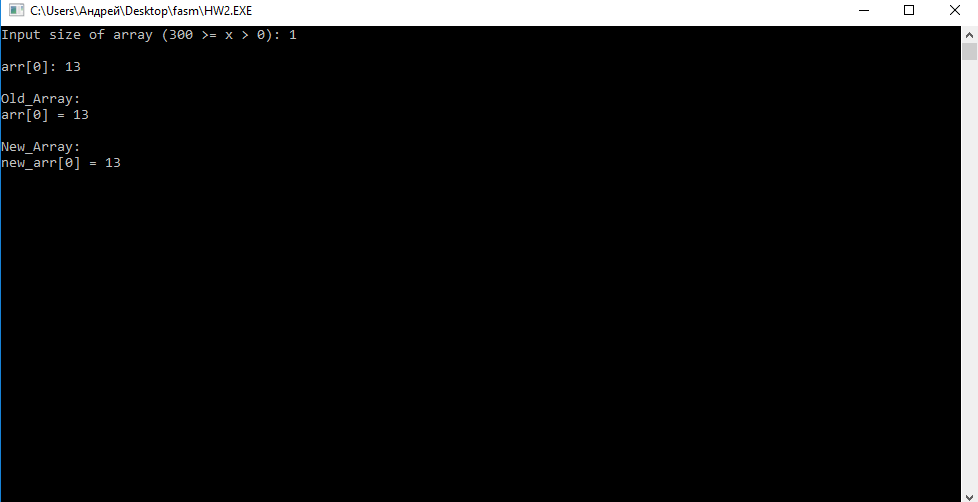 C:\Users\Андрей\Desktop\fasm\HW2.EXE
Input size of array (300 >= x > 0): 1
arr[0]: 13
Old_Array:
arr[0] = 13
New_Array:
new_arr[0] = 13